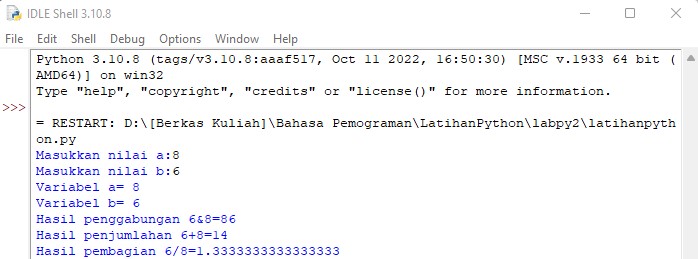 IDLE Shell 3.10.8
File Edit Shell Debug Options Window Help
Python 3.10.8 (tags/v3.10.8:aaaf517, Oct 11 2022, 16:50:30) [MSC v.1933 64 bit (
AMD64)] on win32
Type "help", "copyright", "credits" or "license()" for more information.
>>>
= RESTART: D:\[Berkas Kuliah]\Bahasa Pemograman\LatihanPython\labpy2\latihanpyth
on.py
Masukkan nilai a:8
Masukkan nilai b:6
Variabel a= 8
Variabel b= 6
Hasil penggabungan 6&8=86
Hasil penjumlahan 6+8=14
Hasil pembagian 6/8=1.3333333333333333